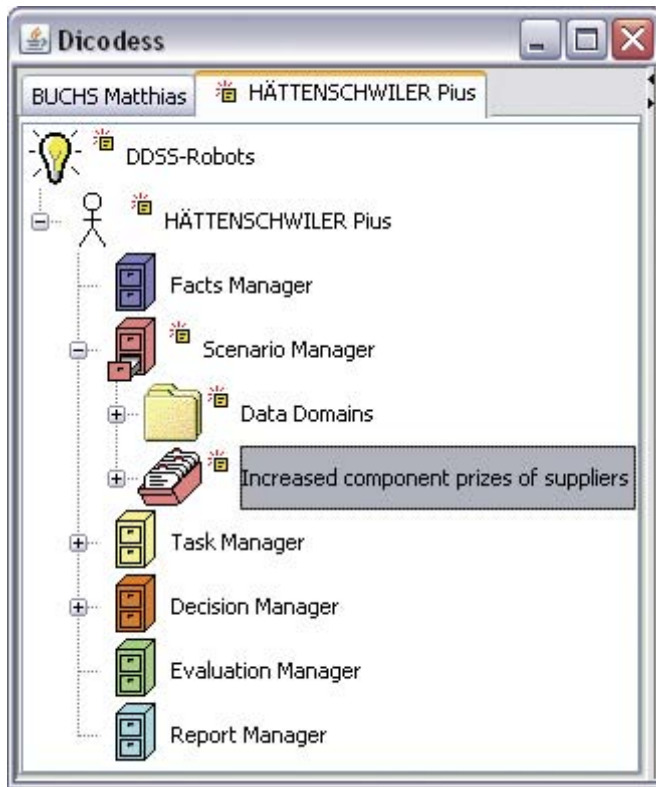 Dicodess
BUCHS Matthias
HÄTTENSCHWILER Pius
DDSS-Robots
HÄTTENSCHWILER Pius
Facts Manager
Scenario Manager
Data Domains
Increased component prizes of suppliers
Task Manager
Decision Manager
Evaluation Manager
Report Manager